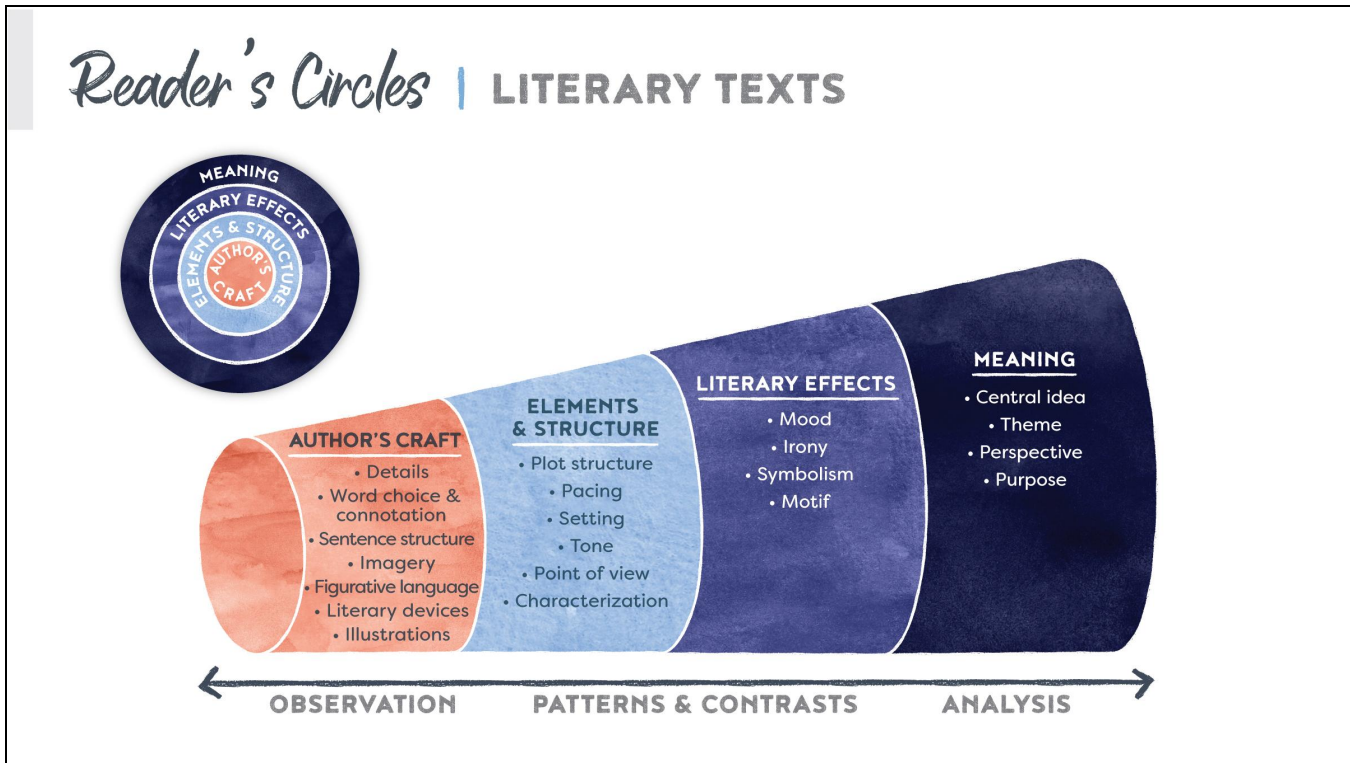 Reader's Circles | LITERARY TEXTS
MEANING
LITERARY EFFECTS
ELEMENTS & STRUCTURE
AUTHOR'S
CRAFT
AUTHOR'S CRAFT
• Details
• Word choice &
connotation
• Sentence structure
• Imagery
• Figurative language
• Literary devices
• Illustrations
ELEMENTS
& STRUCTURE
• Plot structure
• Pacing
• Setting
• Tone
• Point of view
• Characterization
LITERARY EFFECTS
• Mood
• Irony
• Symbolism
• Motif
MEANING
• Central idea
• Theme
• Perspective
• Purpose
OBSERVATION
PATTERNS & CONTRASTS
ANALYSIS